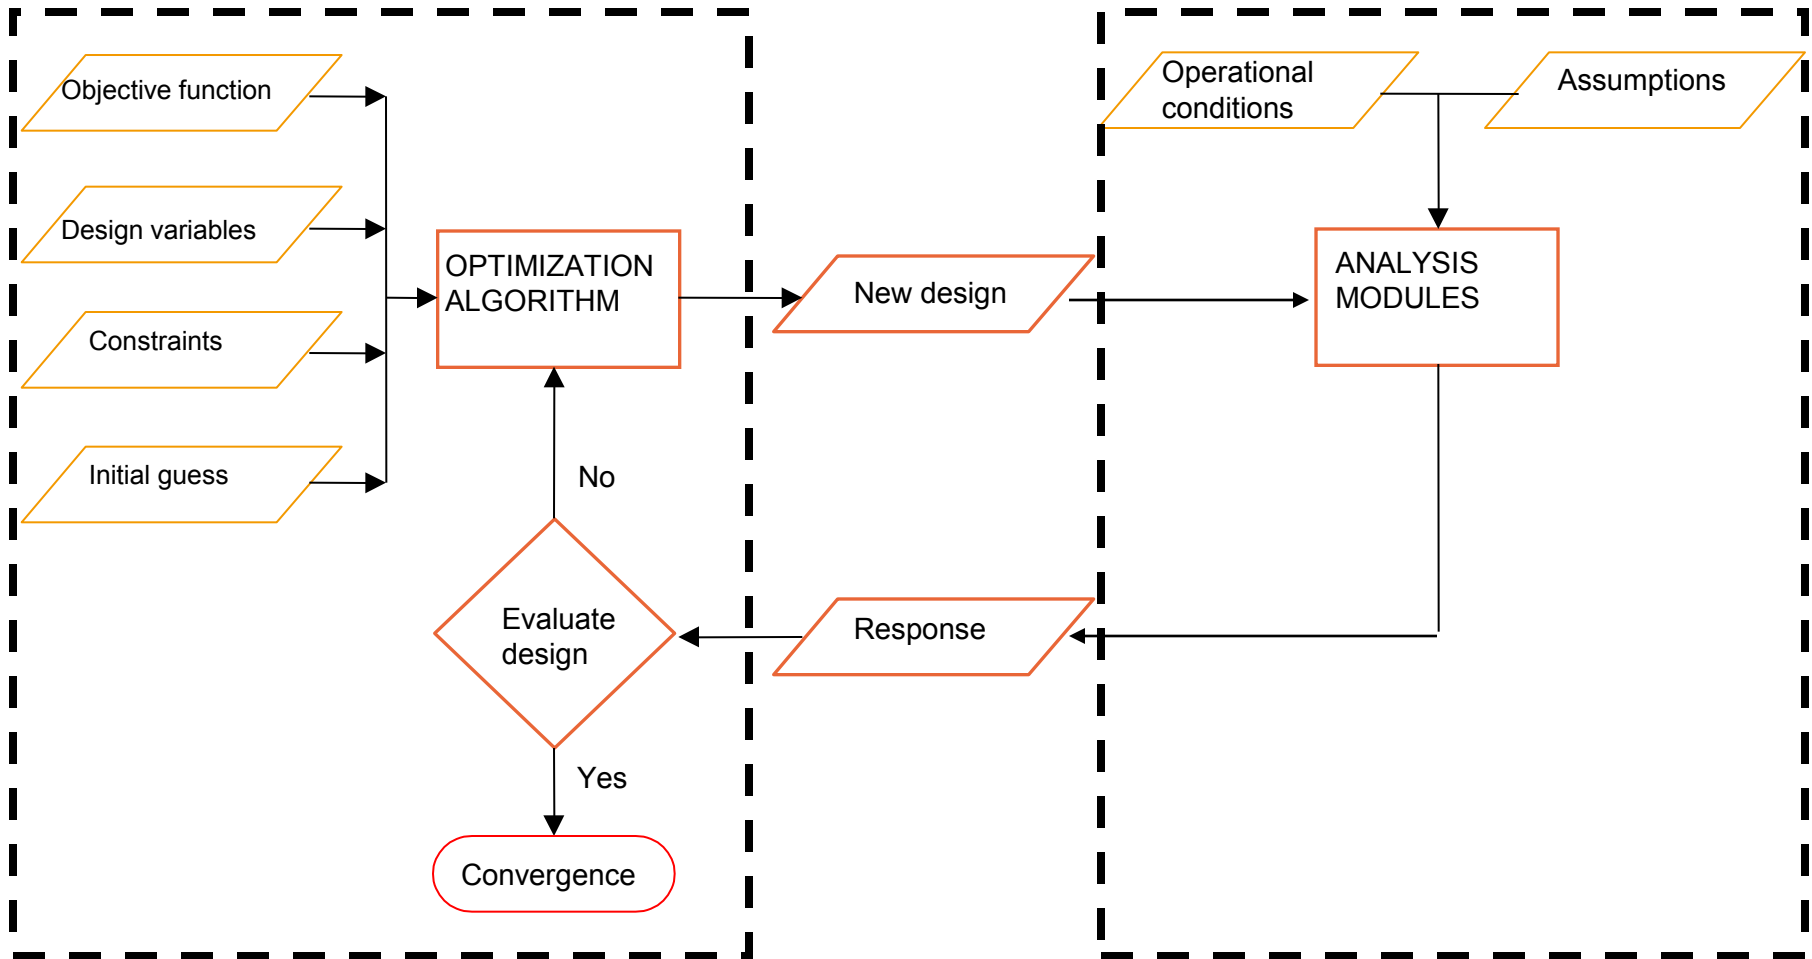 Objective function
Design variables
Constraints
Initial guess
OPTIMIZATION
ALGORITHM
No
Evaluate
design
Yes
Convergence
New design
Response
Operational
conditions
Assumptions
ANALYSIS
MODULES